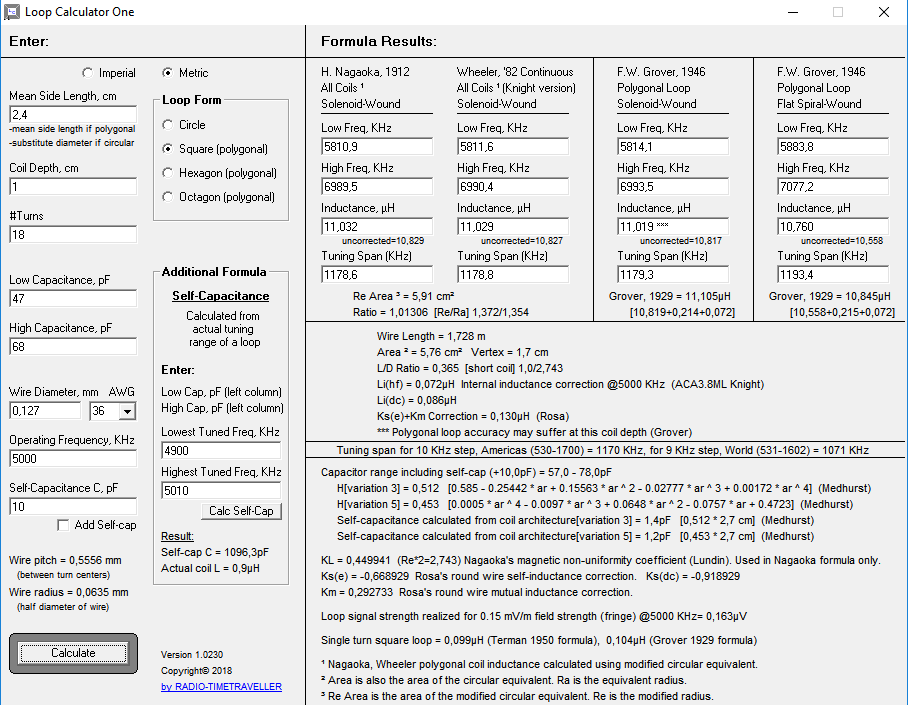 Loop Calculator One
Enter:
Imperial
Metric
Mean Side Length, cm
2,4
-mean side length if polygonal
-substitute diameter if circular
Coil Depth, cm
1
#Turns
18
Low Capacitance, pF
47
High Capacitance, pF
68
Wire Diameter, mm AWG
0,127 36
Operating Frequency, KHz
5000
Self-Capacitance C, pF
10
Add Self-cap
Wire pitch = 0,5556 mm
(between turn centers)
Wire radius = 0,0635 mm
(half diameter of wire)
Calculate
Loop Form
Circle
Square (polygonal)
Hexagon (polygonal)
Octagon (polygonal)
Additional Formula
Self-Capacitance
Calculated from
actual tuning
range of a loop
Enter:
Low Cap, pF (left column)
High Cap, pF (left column)
Lowest Tuned Freq, KHz
4900
Highest Tuned Freq, KHz
5010
Calc Self-Cap
Result:
Self-cap C = 1096,3pF
Actual coil L = 0,9µH
Version 1.0230
Copyright© 2018
by RADIO-TIMETRAVELLER
Formula Results:
H. Nagaoka, 1912
All Coils ¹
Solenoid-Wound
Low Freq, KHz
5810,9
High Freq, KHz
6989,5
Inductance, µH
11,032
uncorrected=10,829
Tuning Span (KHz)
1178,6
Wheeler, '82 Continuous
All Coils ¹ (Knight version)
Solenoid-Wound
Low Freq, KHz
5811,6
High Freq, KHz
6990,4
Inductance, µH
11,029
uncorrected=10,827
Tuning Span (KHz)
1178,8
Re Area ³ = 5,91 cm²
Ratio = 1,01306 [Re/Ra] 1,372/1,354
F.W. Grover, 1946
Polygonal Loop
Solenoid-Wound
Low Freq, KHz
5814,1
High Freq, KHz
6993,5
Inductance, µH
11,019 ***
uncorrected=10,817
Tuning Span (KHz)
1179,3
Grover, 1929 = 11,105µH
[10,819+0,214+0,072]
F.W. Grover, 1946
Polygonal Loop
Flat Spiral-Wound
Low Freq, KHz
5883,8
High Freq, KHz
7077,2
Inductance, µH
10,760
uncorrected=10,558
Tuning Span (KHz)
1193,4
Grover, 1929 = 10,845µH
[10,558+0,215+0,072]
Wire Length = 1,728 m
Area ² = 5,76 cm² Vertex = 1,7 cm
L/D Ratio = 0,365 [short coil] 1,0/2,743
Li(hf) = 0,072µH Internal inductance correction @5000 KHz (ACA3.8ML Knight)
Li(dc) = 0,086µH
Ks(e)+Km Correction = 0,130µH (Rosa)
*** Polygonal loop accuracy may suffer at this coil depth (Grover)
Tuning span for 10 KHz step, Americas (530-1700) = 1170 KHz, for 9 KHz step, World (531-1602) = 1071 KHz
Capacitor range including self-cap (+10,0pF) = 57,0 - 78,0pF
H[variation 3] = 0,512 [0.585 - 0.25442 * ar + 0.15563 * ar ^ 2 - 0.02777 * ar ^ 3 + 0.00172 * ar ^ 4] (Medhurst)
H[variation 5] = 0,453 [0.0005 * ar ^ 4 - 0.0097 * ar ^ 3 + 0.0648 * ar ^ 2 - 0.0757 * ar + 0.4723] (Medhurst)
Self-capacitance calculated from coil architecture[variation 3] = 1,4pF [0,512 * 2,7 cm] (Medhurst)
Self-capacitance calculated from coil architecture[variation 5] = 1,2pF [0,453 * 2,7 cm] (Medhurst)
KL = 0,449941 (Re*2=2,743) Nagaoka's magnetic non-uniformity coefficient (Lundin). Used in Nagaoka formula only.
Ks(e) = -0,668929 Rosa's round wire self-inductance correction. Ks(dc) = -0,918929
Km = 0,292733 Rosa's round wire mutual inductance correction.
Loop signal strength realized for 0.15 mV/m field strength (fringe) @5000 KHz= 0,163µV
Single turn square loop = 0,099µH (Terman 1950 formula), 0,104µH (Grover 1929 formula)
¹ Nagaoka, Wheeler polygonal coil inductance calculated using modified circular equivalent.
² Area is also the area of the circular equivalent. Ra is the equivalent radius.
³ Re Area is the area of the modified circular equivalent. Re is the modified radius.